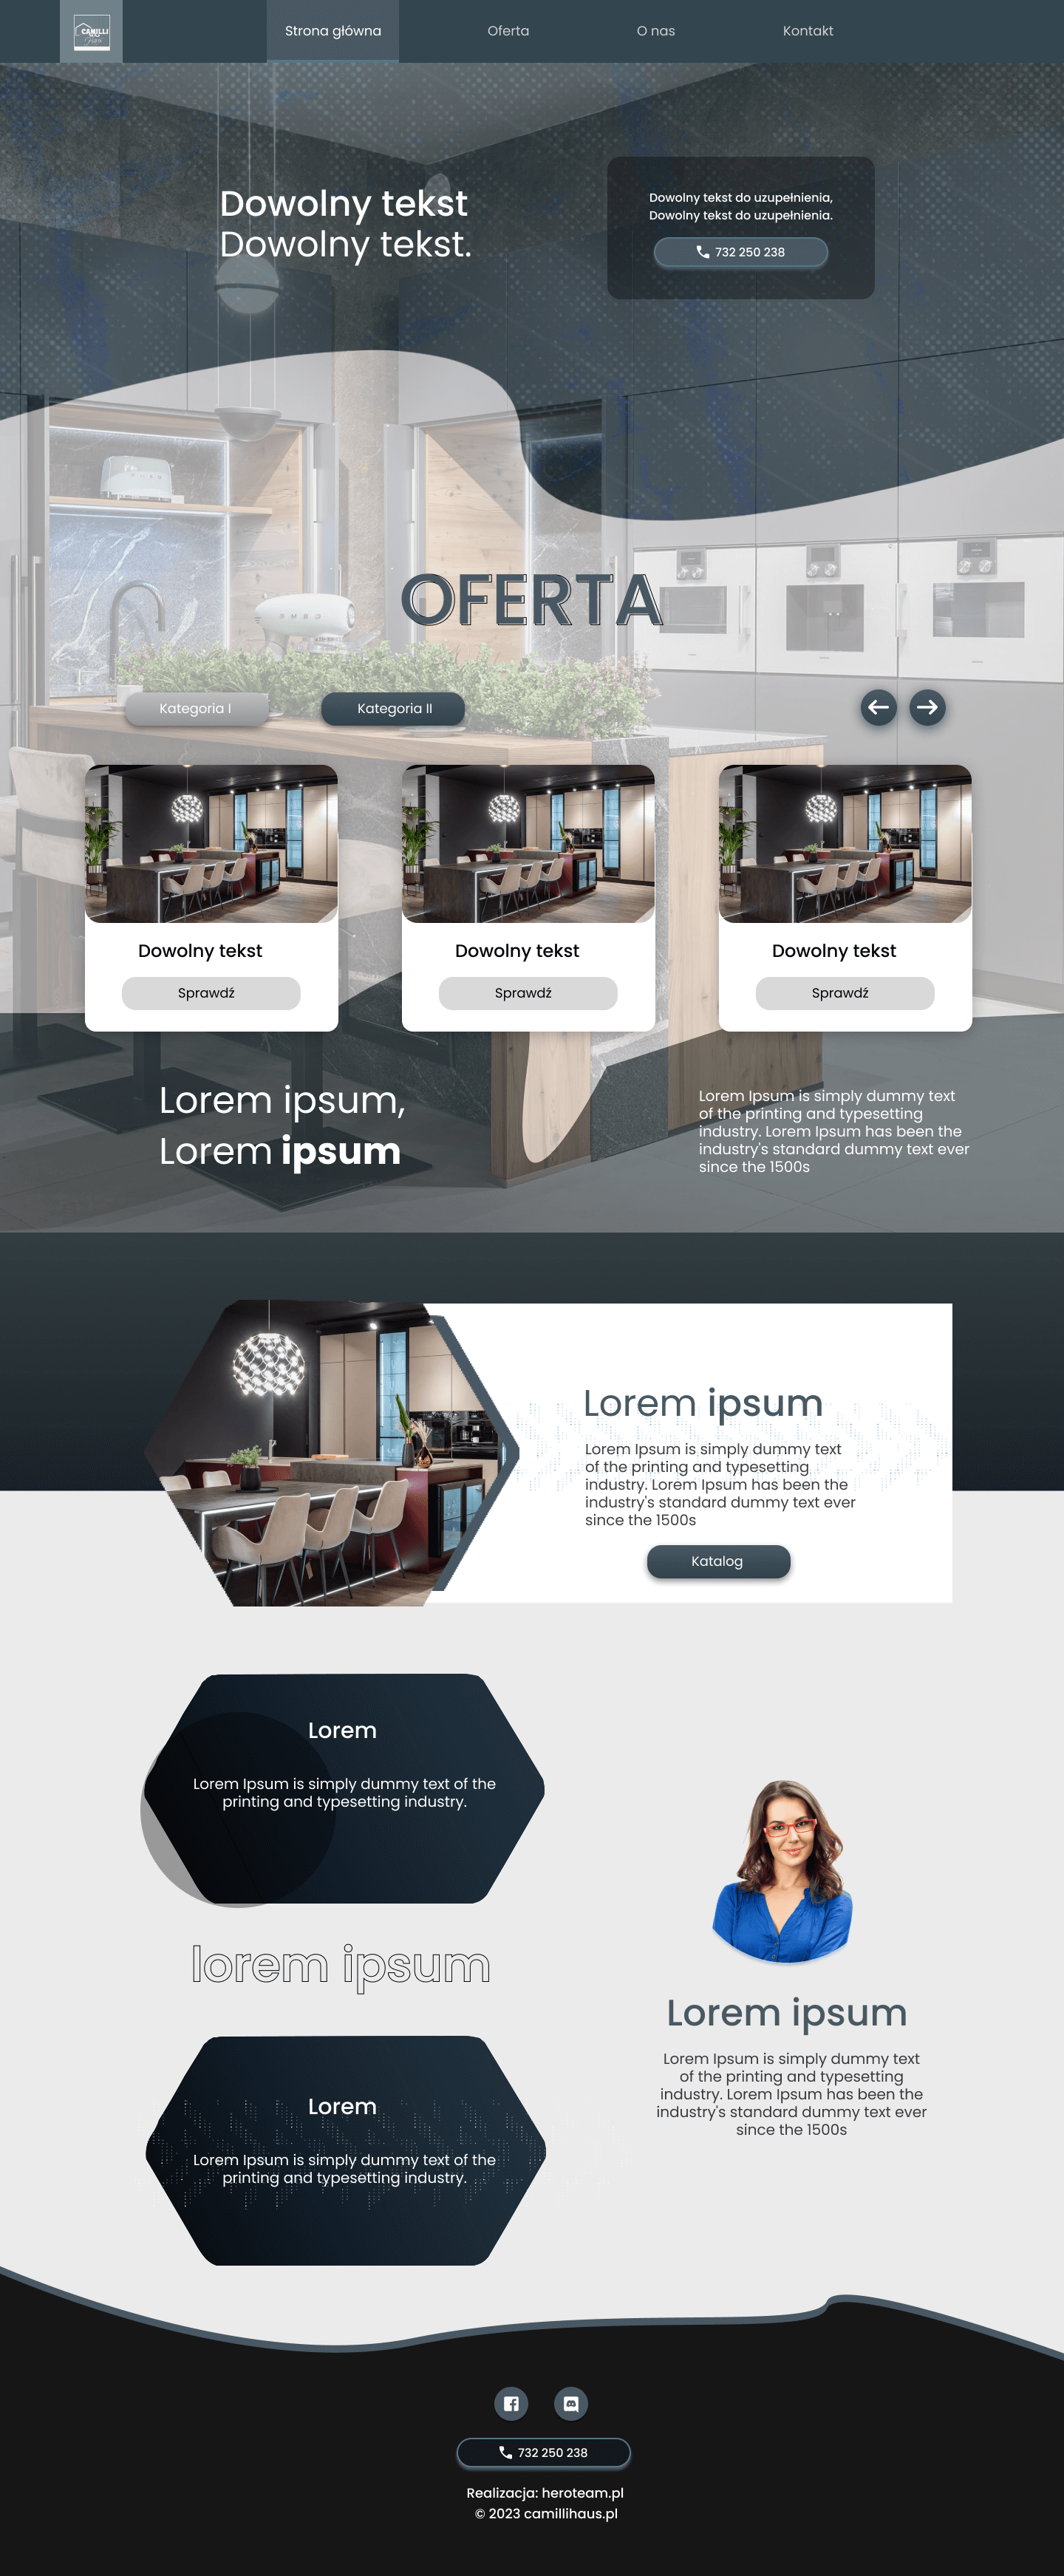 CAMILLI
Strona główna
Oferta
O nas
Kontakt
Dowolny tekst
Dowolny tekst.
Dowolny tekst do uzupełnienia,
Dowolny tekst do uzupełnienia.
732 250 238
SMEG
OFERTA
Kategoria I
Kategoria II
Dowolny tekst
Sprawdź
Dowolny tekst
Sprawdź
Dowolny tekst
Sprawdź
Lorem ipsum,
Lorem ipsum
Lorem Ipsum is simply dummy text
of the printing and typesetting
industry. Lorem Ipsum has been the
industry's standard dummy text ever
since the 1500s
Lorem ipsum
Lorem Ipsum is simply dummy text
of the printing and typesetting
industry. Lorem Ipsum has been the
industry's standard dummy text ever
since the 1500s
Katalog
Lorem
Lorem Ipsum is simply dummy text of the
printing and typesetting industry.
lorem ipsum
Lorem
Lorem Ipsum is simply dummy text of the
printing and typesetting industry.
Lorem ipsum
Lorem Ipsum is simply dummy text
of the printing and typesetting
industry. Lorem Ipsum has been the
industry's standard dummy text ever
since the 1500s
732 250 238
Realizacja: heroteam.pl
© 2023 camillihaus.pl